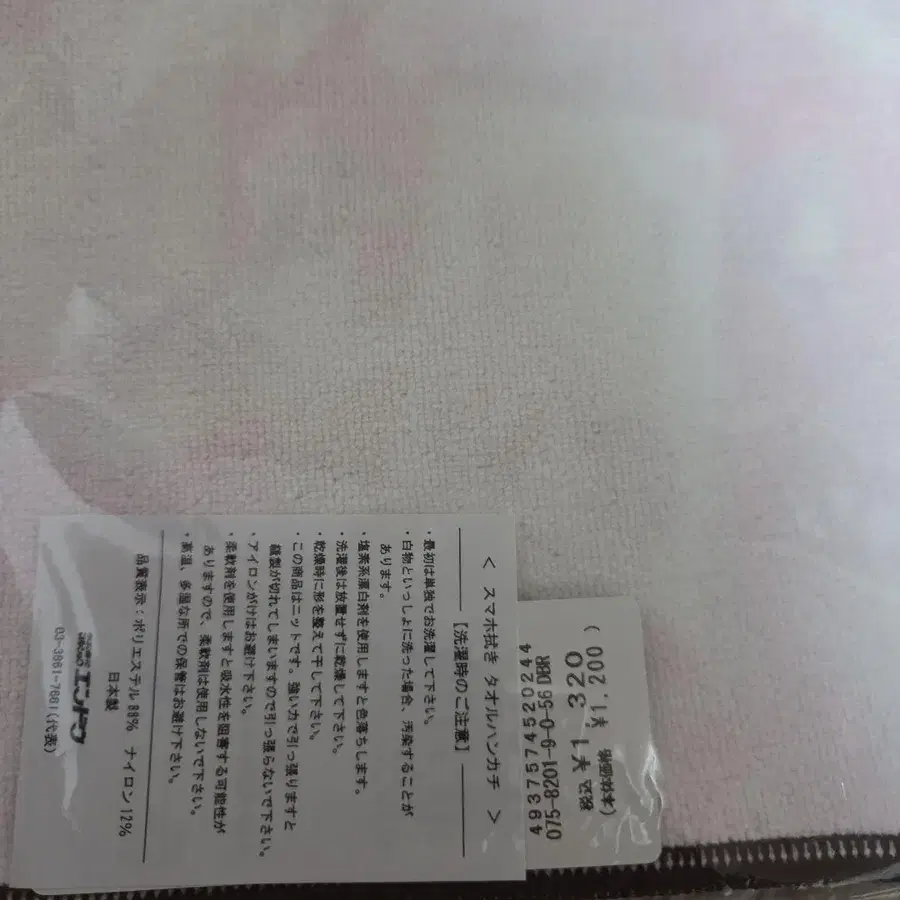 < スマホ拭き タオルハンカチ >
【洗濯時のご注意】
・最初は単独でお洗濯して下さい。
・白物といっしょに洗った場合、汚染することが
あります。
・塩素系漂白剤を使用しますと色落ちします。
・洗濯後は放置せずに乾燥して下さい。
・乾燥時に形を整えて干して下さい。
・この商品はニットです。強い力で引っ張りますと
縫製が切れてしまいますので引っ張らないで下さい。
・アイロンがけはお避け下さい。
・柔軟剤を使用しますと吸水性を阻害する可能性が
ありますので、柔軟剤は使用しないで下さい。
・高温、多湿な所での保管はお避け下さい。
品質表示：ポリエステル88% ナイロン12%
日本製
エンドウ
03-3861-7661(代表)
4937574520244
075-8201-9-0-56 DBR
税込 ¥1,320
(本体価格 ¥1,200 )